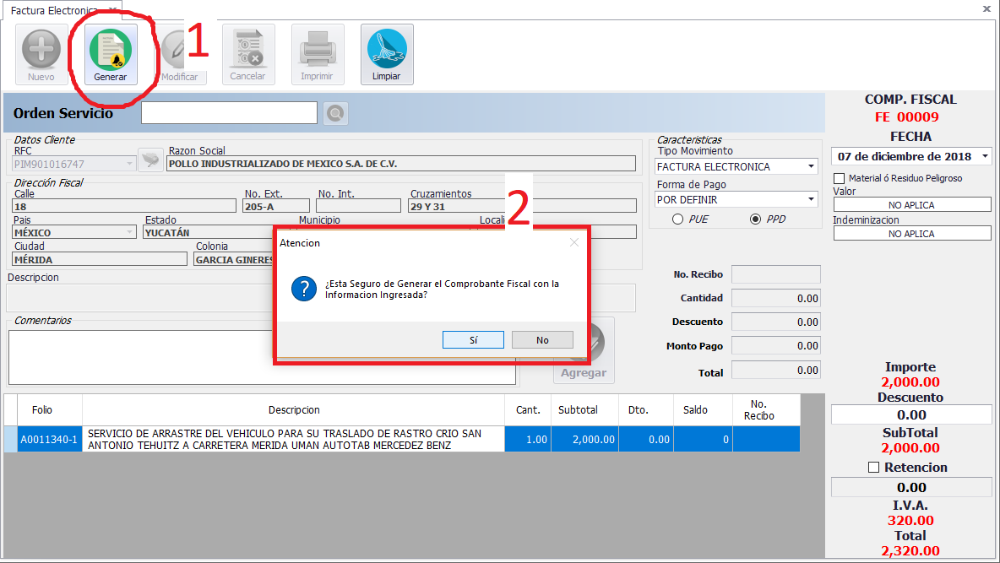 Factura Electronica
1
Nuevo
Generar
Modificar
Cancelar
Imprimir
Limpiar
Orden Servicio
COMP. FISCAL
FE 00009
FECHA
07 de diciembre de 2018
Material ó Residuo Peligroso
Valor
NO APLICA
Indeminizacion
NO APLICA
Datos Cliente
RFC
PIM901016747
Razon Social
POLLO INDUSTRIALIZADO DE MEXICO S.A. DE C.V.
Dirección Fiscal
Calle
18
No. Ext.
205-A
No. Int.
Cruzamientos
29 Y 31
Pais
MÉXICO
Estado
YUCATÁN
Municipio
Locali
Ciudad
MÉRIDA
Colonia
GARCIA GINERES
Descripcion
Comentarios
Caracteristicas
Tipo Movimiento
FACTURA ELECTRONICA
Forma de Pago
POR DEFINIR
PUE
PPD
2
Atencion
¿Esta Seguro de Generar el Comprobante Fiscal con la
Informacion Ingresada?
Sí
No
Agregar
No. Recibo
Cantidad
0.00
Descuento
0.00
Monto Pago
0.00
Total
0.00
Folio
Descripcion
Cant.
Subtotal
Dto.
Saldo
No.
Recibo
A0011340-1
SERVICIO DE ARRASTRE DEL VEHICULO PARA SU TRASLADO DE RASTRO CRIO SAN
ANTONIO TEHUITZ A CARRETERA MERIDA UMAN AUTOTAB MERCEDEZ BENZ
1.00
2,000.00
0.00
0
Importe
2,000.00
Descuento
0.00
SubTotal
2,000.00
Retencion
0.00
I.V.A.
320.00
Total
2,320.00